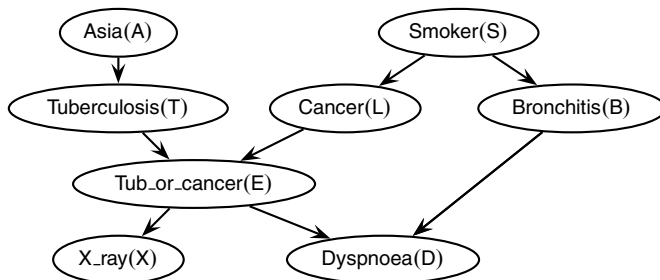 Asia(A)
Smoker(S)
Tuberculosis(T)
Cancer(L)
Bronchitis(B)
Tub_or_cancer(E)
X_ray(X)
Dyspnoea(D)